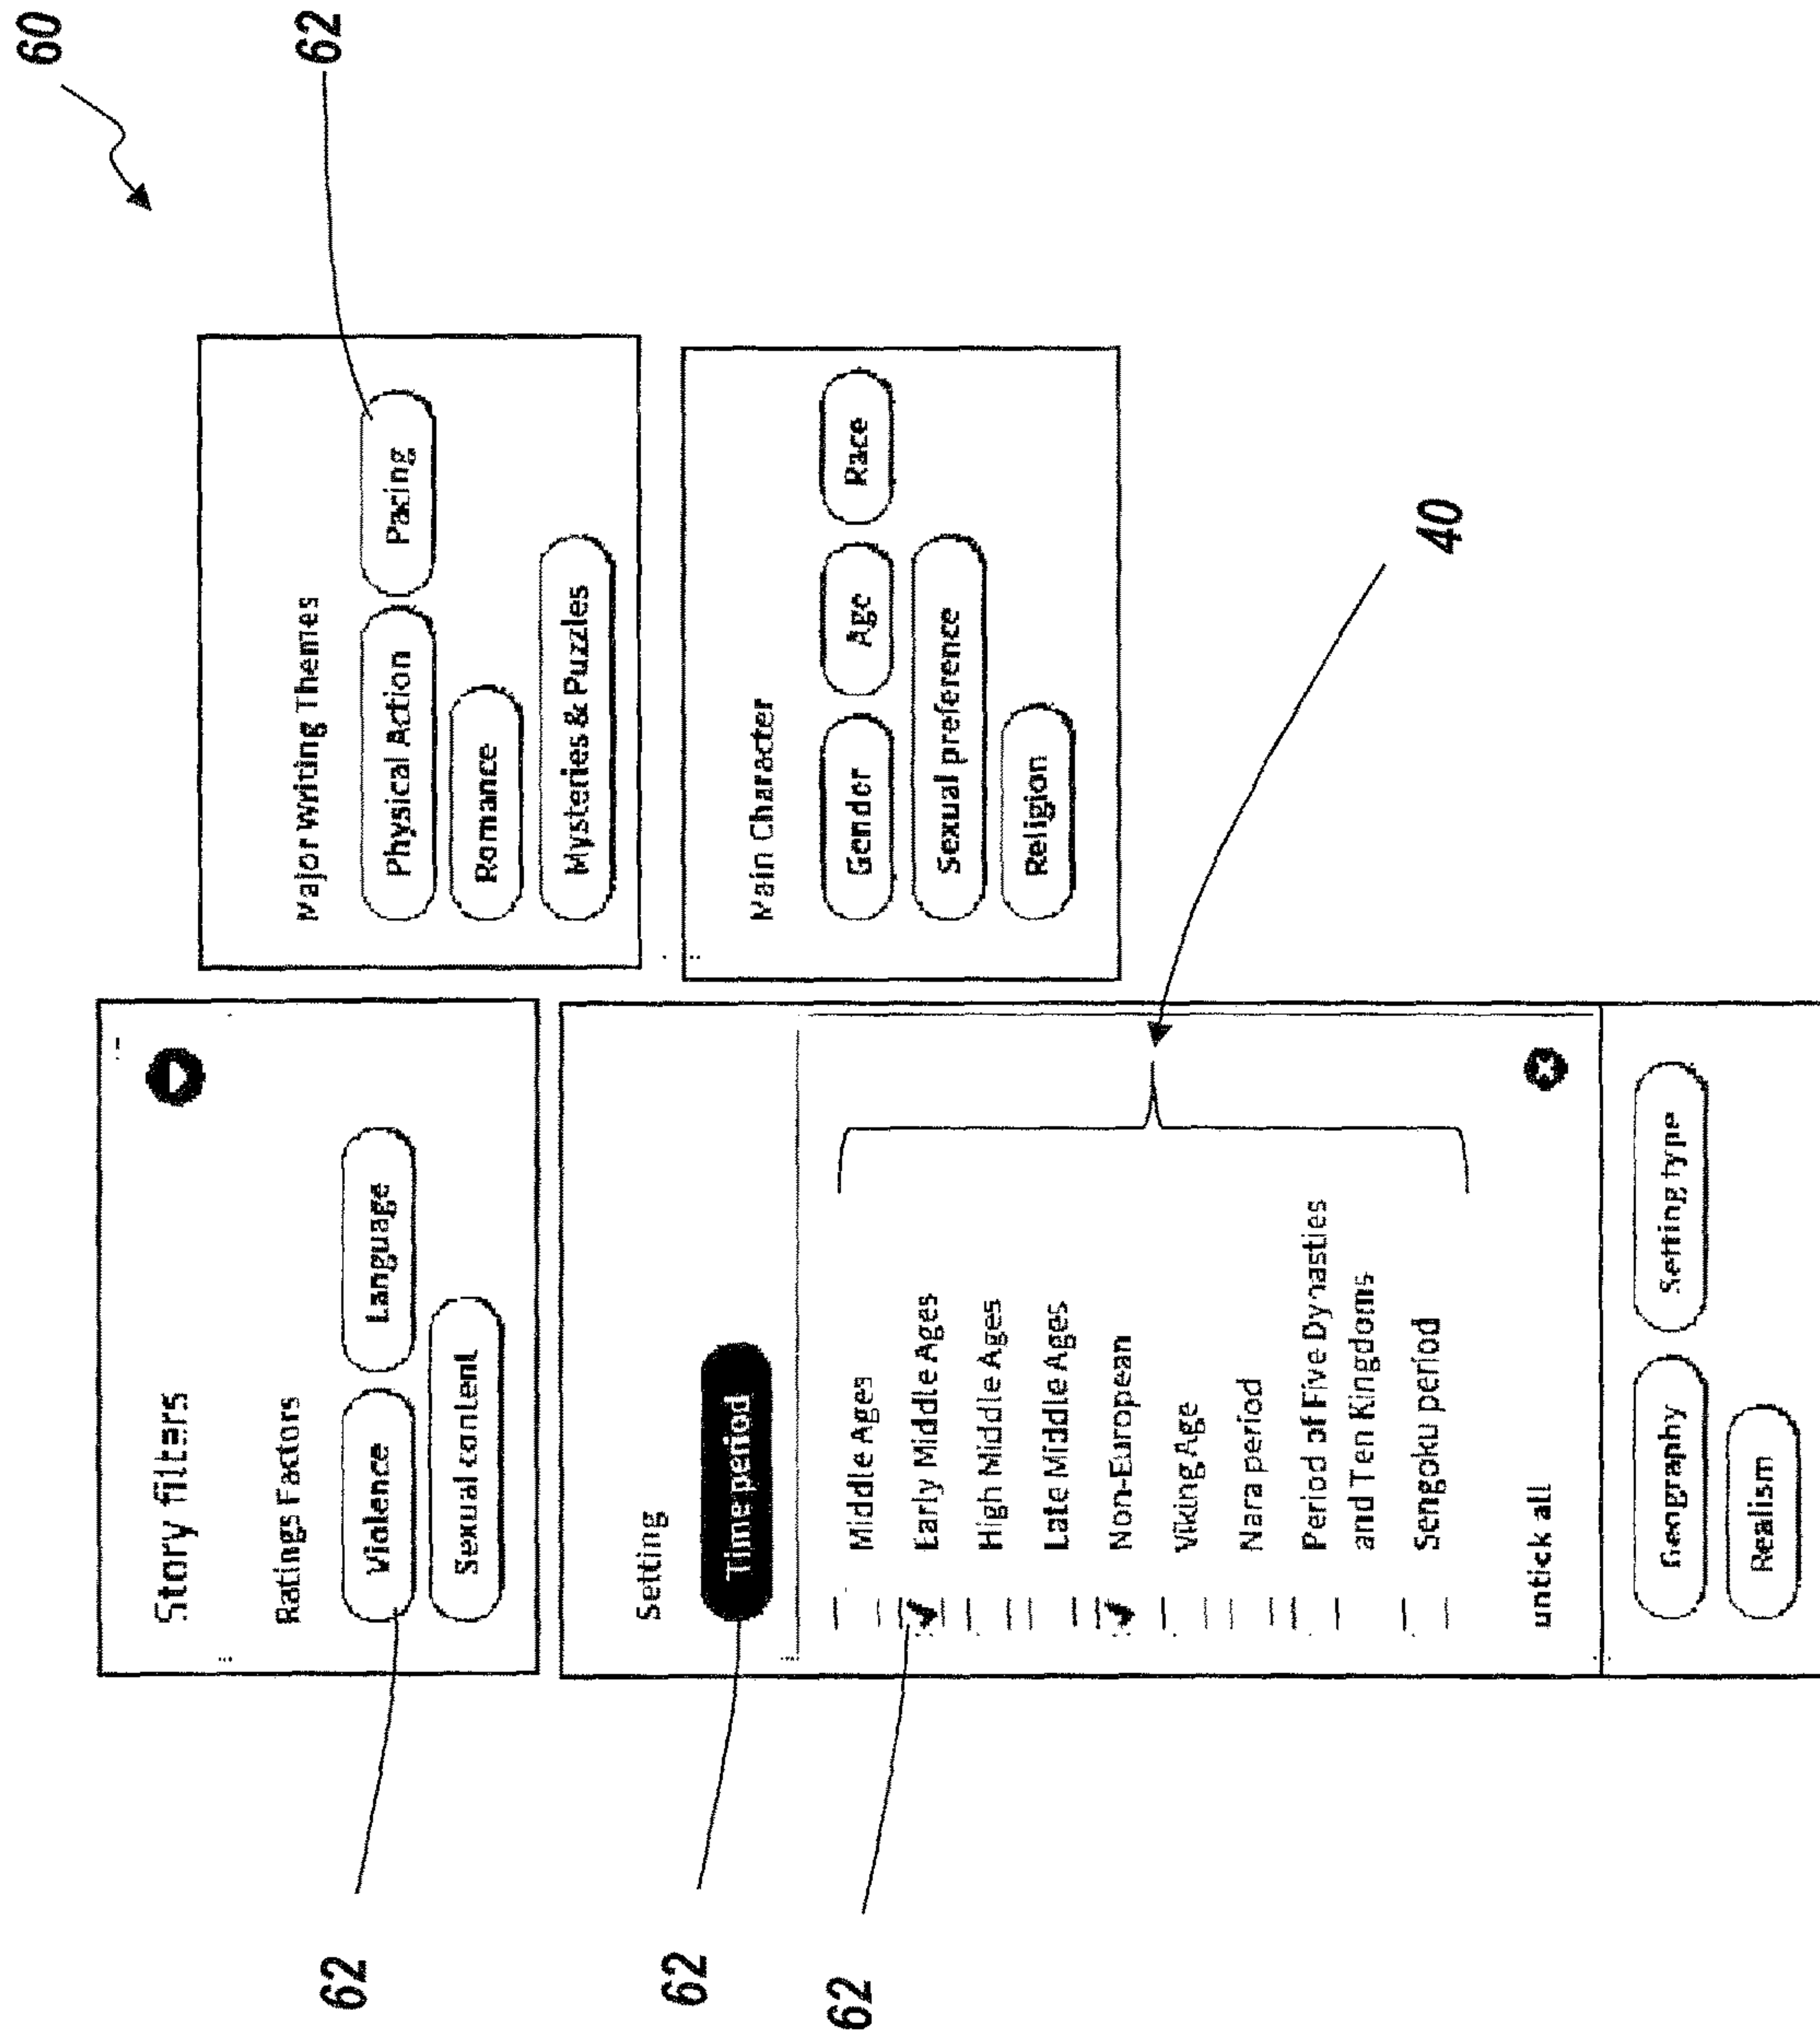 60
62
Story filters
Ratings Factors
Violence
Language
Sexual content
62
Major Writing Themes
Physical Action
Pacing
Romance
Mysteries & Puzzles
Setting
Time period
62
Middle Ages
Early Middle Ages
High Middle Ages
Late Middle Ages
Non-European
Viking Age
Nara period
Period of Five Dynasties
and Ten Kingdoms
Sengoku period
62
untick all
Geography
Setting type
Realism
Main Character
Gender
Age
Race
Sexual preference
Religion
40